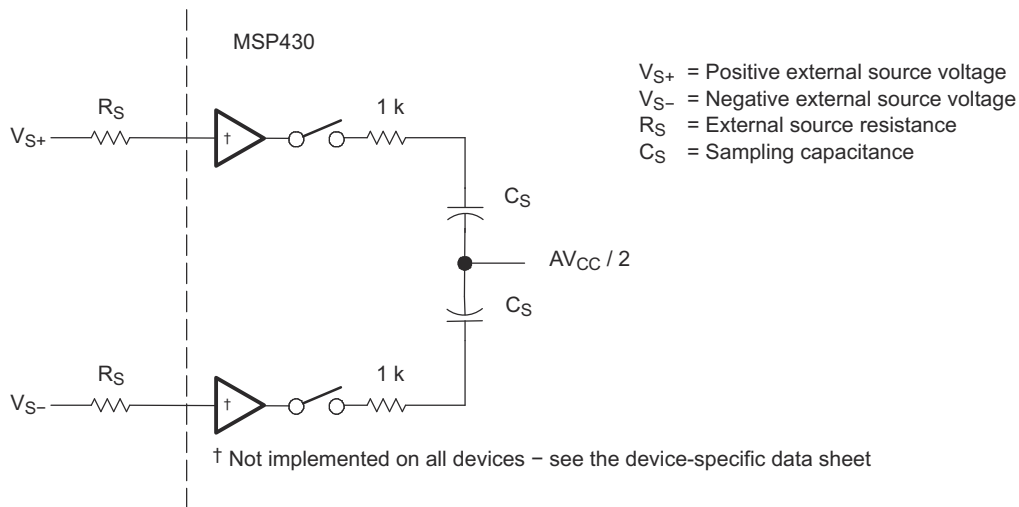 MSP430
V_S+ = Positive external source voltage
V_S− = Negative external source voltage
R_S = External source resistance
C_S = Sampling capacitance
R_S
1 k
V_S+
†
C_S
AV_CC / 2
C_S
R_S
1 k
V_S−
†
† Not implemented on all devices − see the device-specific data sheet